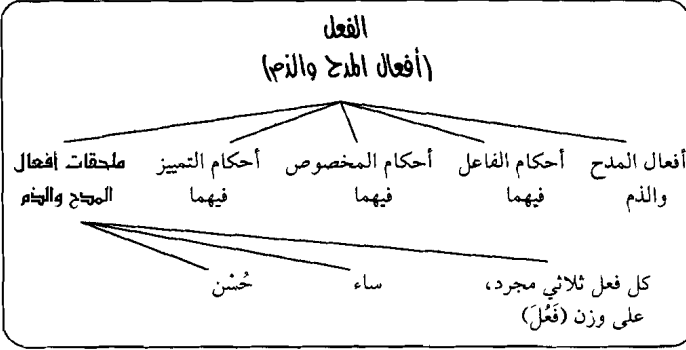 الفعل
(أفعال المدح والذم)
أفعال المدح والذم
أحكام الفاعل فيهما
أحكام المخصوص فيهما
أحكام التمييز فيهما
ملحقات أفعال المدح والذم
كل فعل ثلاثي مجرد،
على وزن (فَعُلَ)
ساء
حُسْن